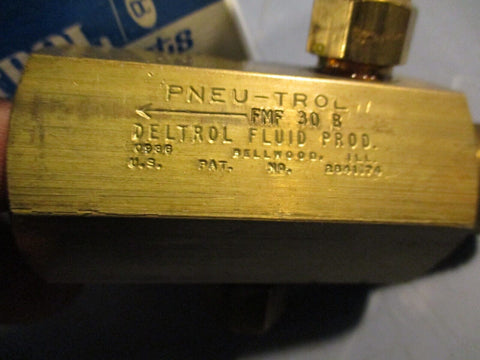 PNEU-TROL
FMF 30 B
DELTROL FLUID PROD.
BELLWOOD, ILL.
U.S. PAT. NO.